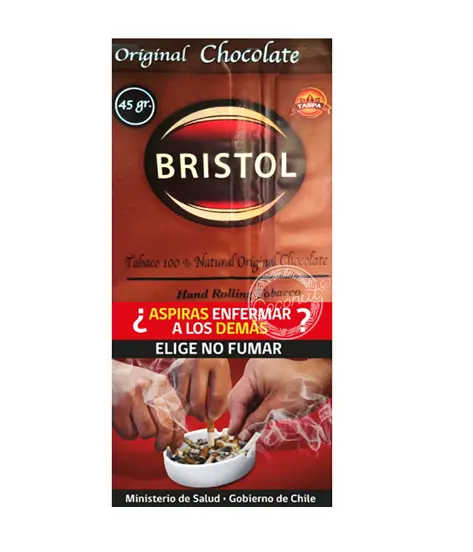 Original Chocolate
45 gr.
TABPA
BRISTOL
Tabaco 100 % Natural Original Chocolate
Hand Rolling Tobacco
¿ASPIRAS ENFERMAR
A LOS DEMÁS?
ELIGE NO FUMAR
Ministerio de Salud • Gobierno de Chile